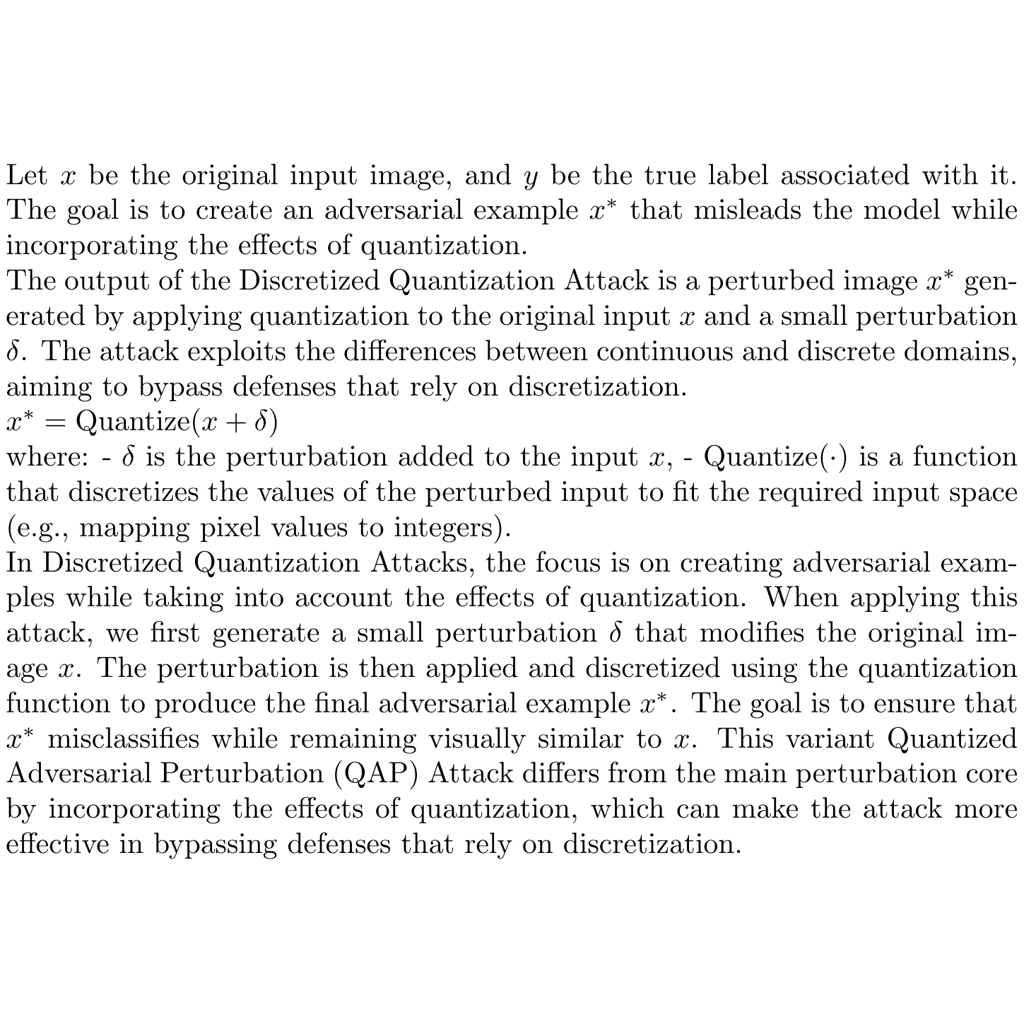 Let x be the original input image, and y be the true label associated with it.
The goal is to create an adversarial example x* that misleads the model while
incorporating the effects of quantization.
The output of the Discretized Quantization Attack is a perturbed image x* gen-
erated by applying quantization to the original input x and a small perturbation
δ. The attack exploits the differences between continuous and discrete domains,
aiming to bypass defenses that rely on discretization.
x* = Quantize(x + δ)
where: - δ is the perturbation added to the input x, - Quantize(·) is a function
that discretizes the values of the perturbed input to fit the required input space
(e.g., mapping pixel values to integers).
In Discretized Quantization Attacks, the focus is on creating adversarial exam-
ples while taking into account the effects of quantization. When applying this
attack, we first generate a small perturbation δ that modifies the original im-
age x. The perturbation is then applied and discretized using the quantization
function to produce the final adversarial example x*. The goal is to ensure that
x* misclassifies while remaining visually similar to x. This variant Quantized
Adversarial Perturbation (QAP) Attack differs from the main perturbation core
by incorporating the effects of quantization, which can make the attack more
effective in bypassing defenses that rely on discretization.